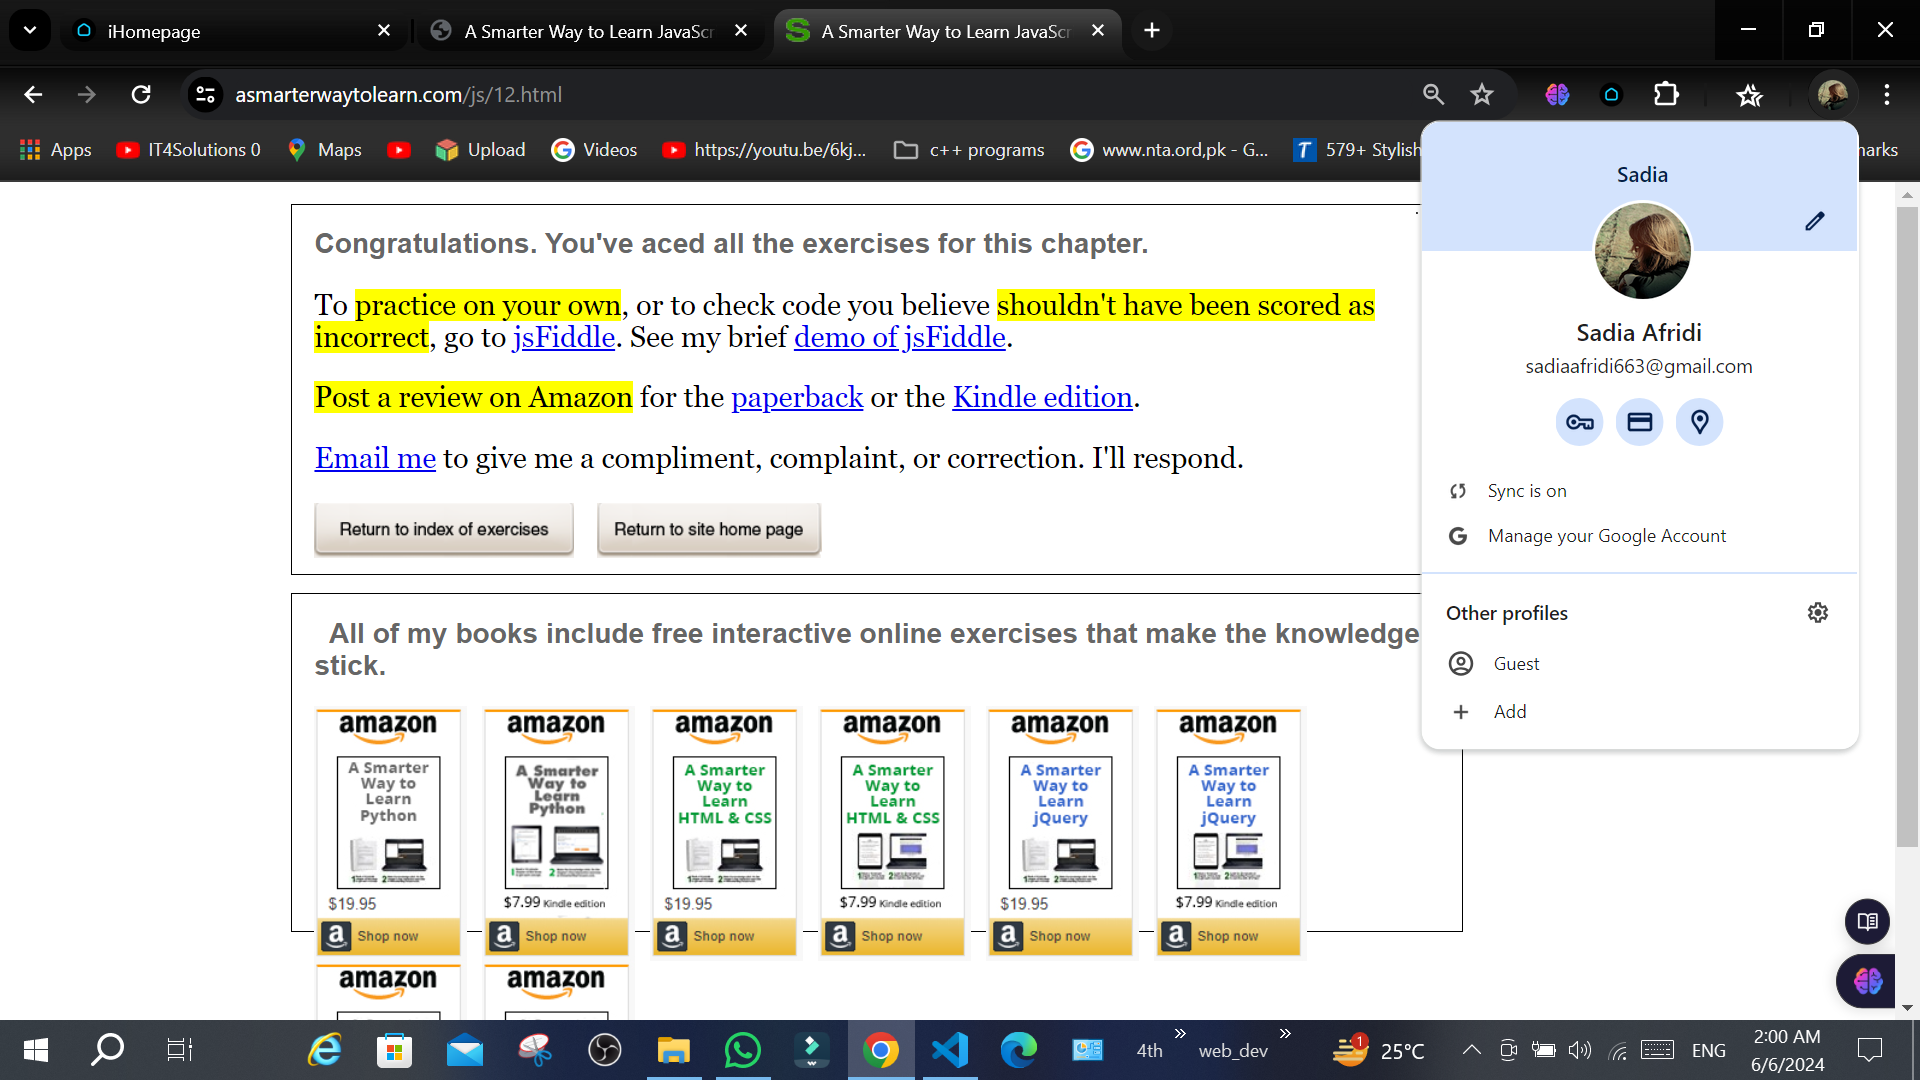 iHomepage
A Smarter Way to Learn JavaScr
A Smarter Way to Learn JavaScr
asmarterwaytolearn.com/js/12.html
Apps
IT4Solutions 0
Maps
Upload
Videos
https://youtu.be/6kj...
c++ programs
www.nta.ord,pk - G...
579+ Stylish
narks
Congratulations. You've aced all the exercises for this chapter.
To practice on your own, or to check code you believe shouldn't have been scored as
incorrect, go to jsFiddle. See my brief demo of jsFiddle.
Post a review on Amazon for the paperback or the Kindle edition.
Email me to give me a compliment, complaint, or correction. I'll respond.
Return to index of exercises
Return to site home page
All of my books include free interactive online exercises that make the knowledge
stick.
amazon
A Smarter
Way to
Learn
Python
$19.95
Shop now
amazon
A Smarter
Way to
Learn
Python
$7.99 Kindle edition
Shop now
amazon
A Smarter
Way to
Learn
HTML & CSS
$19.95
Shop now
amazon
A Smarter
Way to
Learn
HTML & CSS
$7.99 Kindle edition
Shop now
amazon
A Smarter
Way to
Learn
jQuery
$19.95
Shop now
amazon
A Smarter
Way to
Learn
jQuery
$7.99 Kindle edition
Shop now
amazon
amazon
Sadia
Sadia Afridi
sadiaafridi663@gmail.com
Sync is on
Manage your Google Account
Other profiles
Guest
Add
4th
web_dev
1
25°C
ENG
2:00 AM
6/6/2024